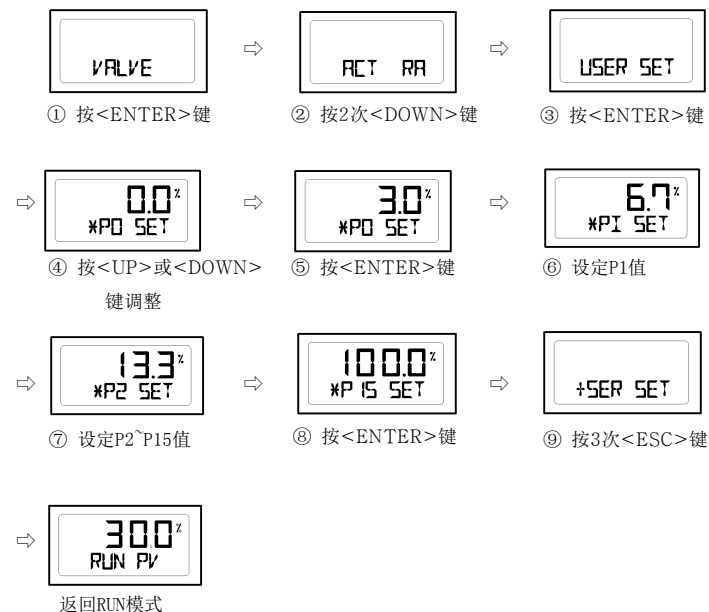 VALVE
⇨
ACT RA
⇨
USER SET
① 按<ENTER>键
② 按2次<DOWN>键
③ 按<ENTER>键
⇨
0.0%
*P0 SET
⇨
3.0%
*P0 SET
⇨
6.7%
*P1 SET
④ 按<UP>或<DOWN>
键调整
⑤ 按<ENTER>键
⑥ 设定P1值
⇨
13.3%
*P2 SET
⇨
100.0%
*P15 SET
⇨
+SER SET
⑦ 设定P2~P15值
⑧ 按<ENTER>键
⑨ 按3次<ESC>键
⇨
30.0%
RUN PV
返回RUN模式